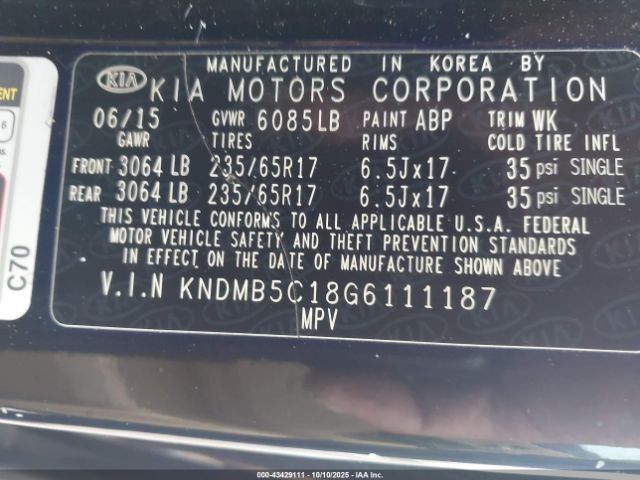 MANUFACTURED IN KOREA BY
KIA KIA MOTORS CORPORATION
06/15 GVWR 6085LB PAINT ABP TRIM WK
GAWR TIRES RIMS COLD TIRE INFL
FRONT 3064 LB 235/65R17 6.5Jx17 35 psi SINGLE
REAR 3064 LB 235/65R17 6.5Jx17 35 psi SINGLE
THIS VEHICLE CONFORMS TO ALL APPLICABLE U.S.A. FEDERAL
MOTOR VEHICLE SAFETY AND THEFT PREVENTION STANDARDS
IN EFFECT ON THE DATE OF MANUFACTURE SHOWN ABOVE
V.I.N KNDMB5C18G6111187
MPV
C70
00-43429111 - 10/10/2025 - Copart